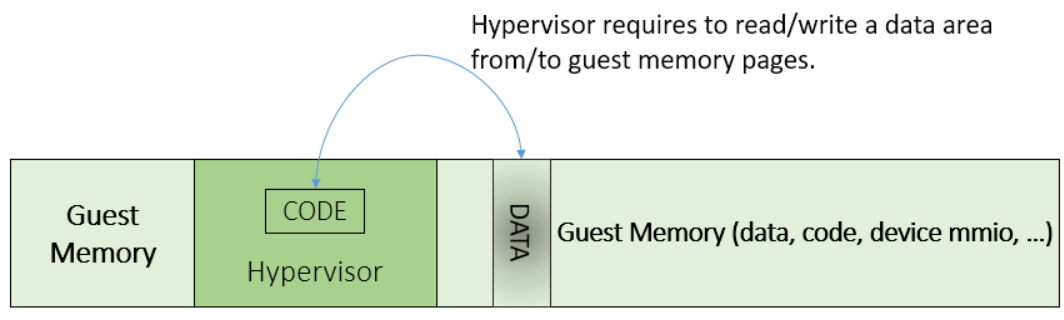 Hypervisor requires to read/write a data area
from/to guest memory pages.
Guest
Memory
CODE
Hypervisor
DATA
Guest Memory (data, code, device mmio, ...)